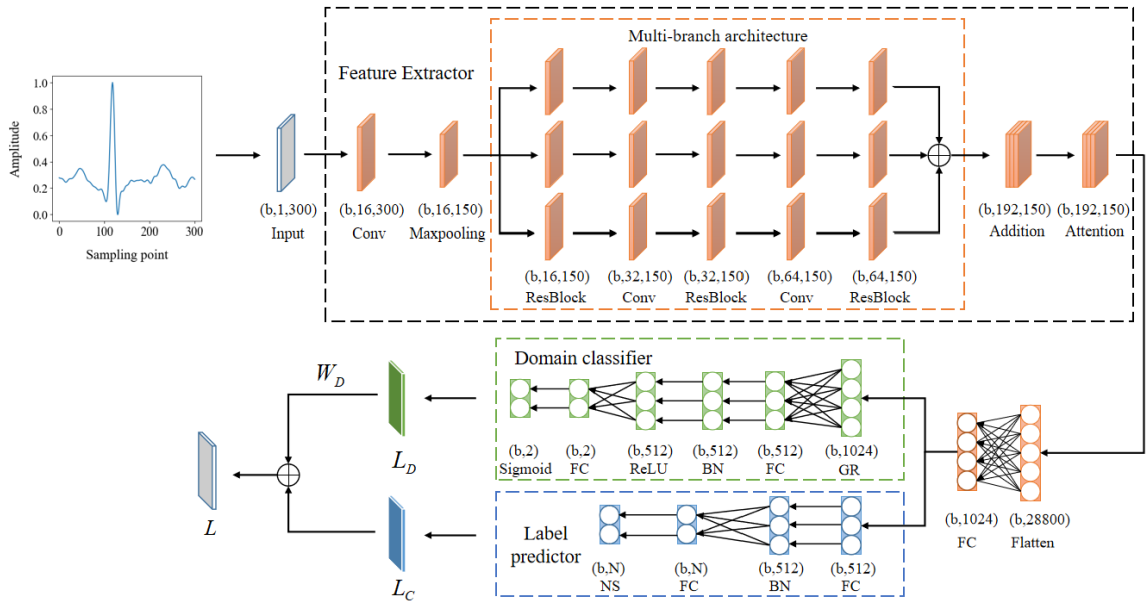 Multi-branch architecture
Feature Extractor
Amplitude
1.0
0.8
0.6
0.4
0.2
0.0
0
100
200
300
Sampling point
(b,1,300)
Input
(b,16,300)
Conv
(b,16,150)
Maxpooling
(b,16,150)
ResBlock
(b,32,150)
Conv
(b,32,150)
ResBlock
(b,64,150)
Conv
(b,64,150)
ResBlock
(b,192,150)
Addition
(b,192,150)
Attention
Domain classifier
(b,2)
Sigmoid
(b,2)
FC
(b,512)
ReLU
(b,512)
BN
(b,512)
FC
(b,1024)
GR
(b,1024)
FC
(b,28800)
Flatten
Label
predictor
(b,N)
NS
(b,N)
FC
(b,512)
BN
(b,512)
FC
W_D
L_D
L
L_C